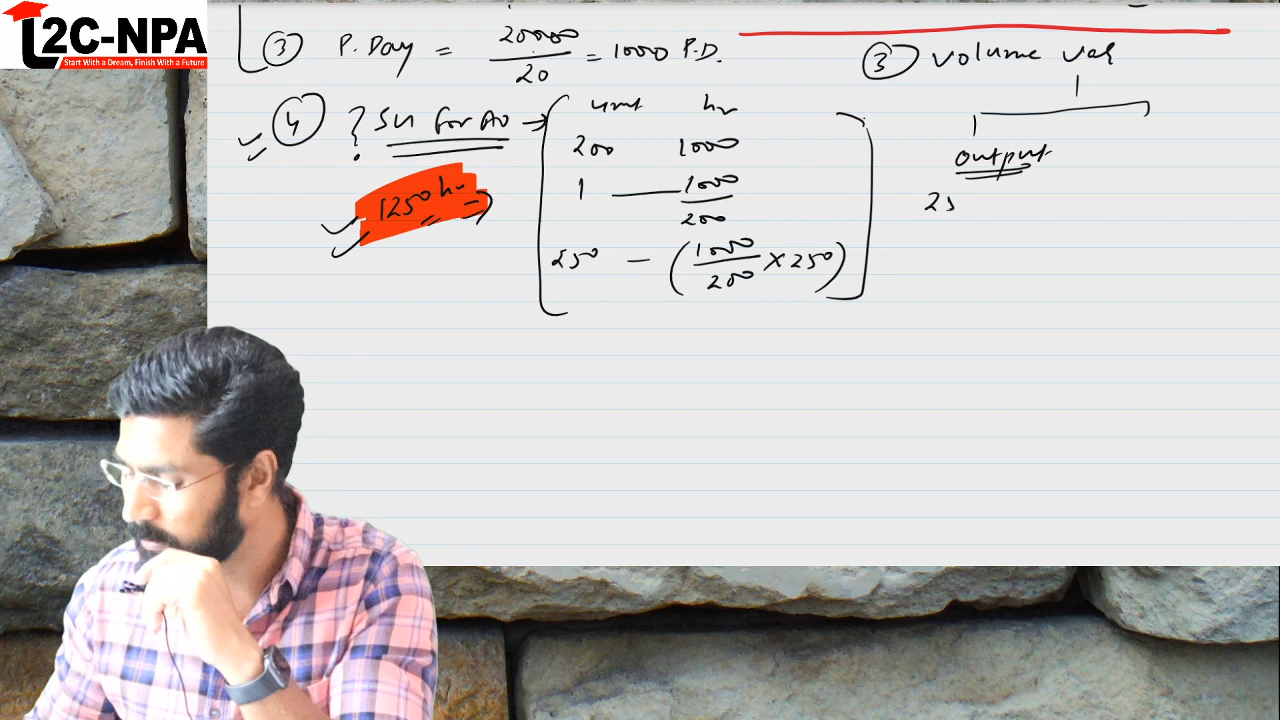 L2C-NPA
Start With a Dream, Finish With a Future
③ P. Day = 20000 / 20 = 1000 P.D.
④ ? SH for AO →
unit hr
200 1000
1 — 1000 / 200
250 — (1000 / 200 × 250)
1250 hr
③ Volume var
output
25